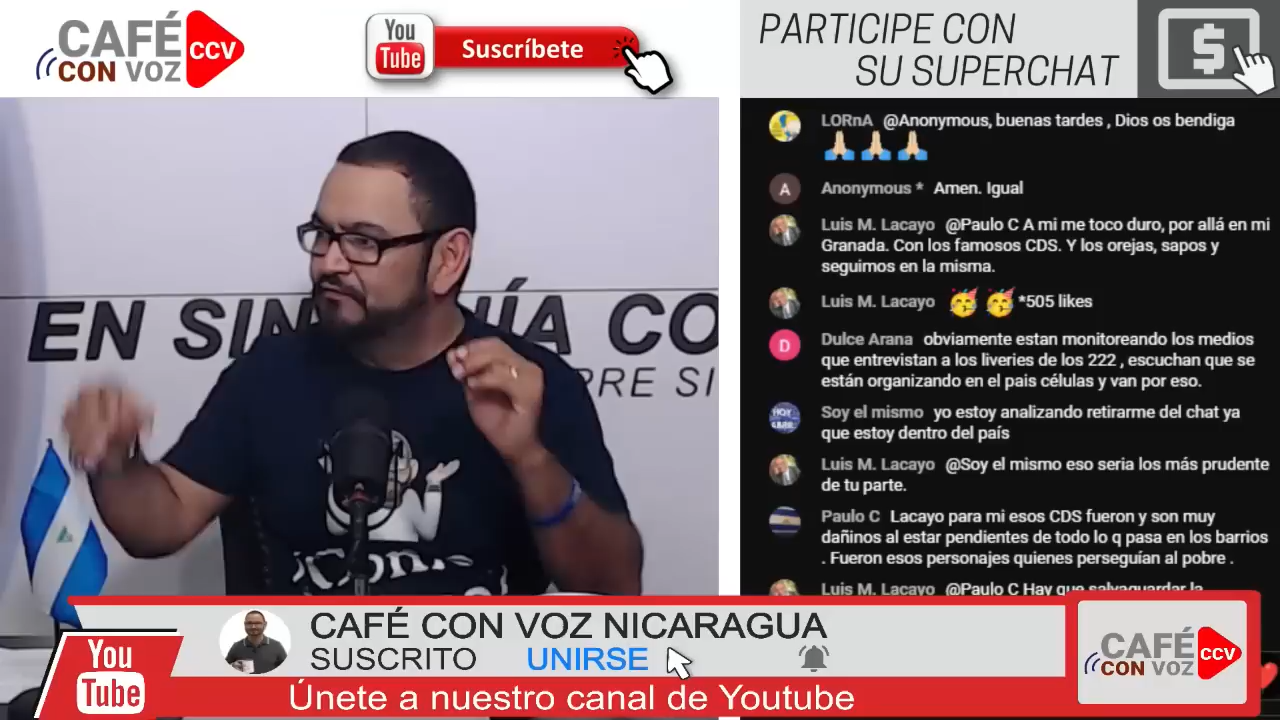 CAFÉ
CON VOZ
CCV
You
Tube
Suscríbete
PARTICIPE CON
SU SUPERCHAT
$
EN SIN ÍA CO
PRE SI
¡Cómo
LORnA @Anonymous, buenas tardes , Dios os bendiga
A
Anonymous * Amen. Igual
Luis M. Lacayo @Paulo C A mi me toco duro, por allá en mi
Granada. Con los famosos CDS. Y los orejas, sapos y
seguimos en la misma.
Luis M. Lacayo *505 likes
D
Dulce Arana obviamente estan monitoreando los medios
que entrevistan a los liveries de los 222 , escuchan que se
están organizando en el pais células y van por eso.
Soy el mismo yo estoy analizando retirarme del chat ya
que estoy dentro del país
Luis M. Lacayo @Soy el mismo eso seria los más prudente
de tu parte.
Paulo C Lacayo para mi esos CDS fueron y son muy
dañinos al estar pendientes de todo lo q pasa en los barrios
. Fueron esos personajes quienes perseguían al pobre .
Luis M. Lacayo @Paulo C Hay que salvaguardar la
You
Tube
CAFÉ CON VOZ NICARAGUA
SUSCRITO UNIRSE
Únete a nuestro canal de Youtube
CAFÉ
CON VOZ
CCV